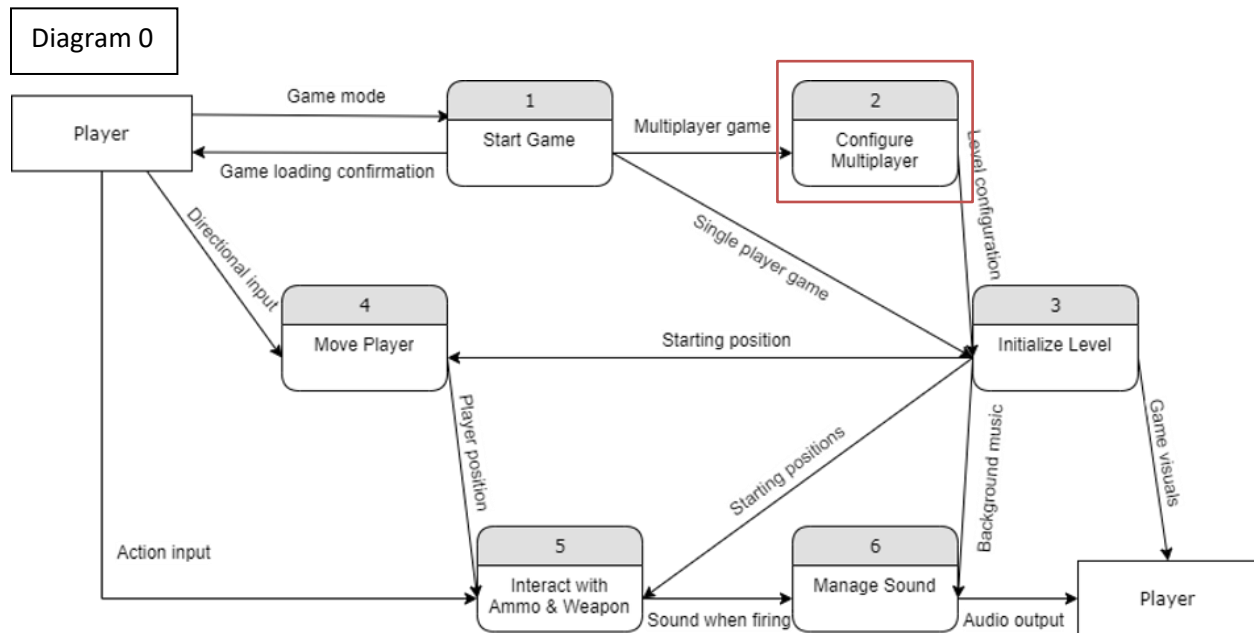 Diagram 0
Player
Game mode
Game loading confirmation
1
Start Game
Multiplayer game
2
Configure
Multiplayer
Level configuration
Single player game
Directional input
4
Move Player
Starting position
3
Initialize Level
Player position
Starting positions
Background music
Game visuals
Action input
5
Interact with
Ammo & Weapon
Sound when firing
6
Manage Sound
Audio output
Player